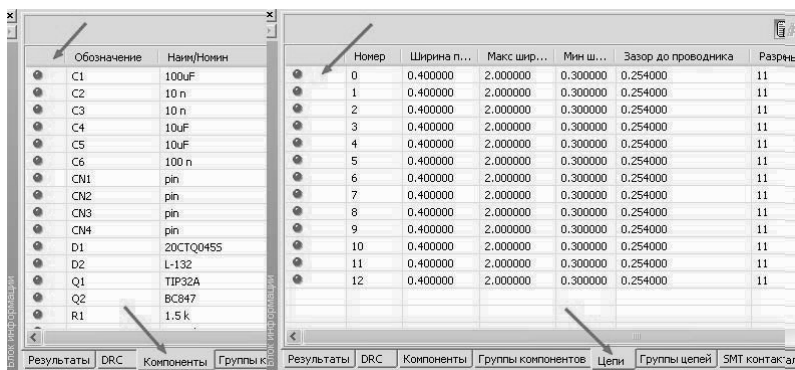 Обозначение Наим/Номин
C1 100uF
C2 10 n
C3 10 n
C4 10uF
C5 10uF
C6 100 n
CN1 pin
CN2 pin
CN3 pin
CN4 pin
D1 20CTQ045S
D2 L-132
Q1 TIP32A
Q2 BC847
R1 1.5 k
Блок информации
Результаты DRC Компоненты Группы к
Номер Ширина п... Макс шир... Мин ш... Зазор до проводника
0 0.400000 2.000000 0.300000 0.254000 11
1 0.400000 2.000000 0.300000 0.254000 11
2 0.400000 2.000000 0.300000 0.254000 11
3 0.400000 2.000000 0.300000 0.254000 11
4 0.400000 2.000000 0.300000 0.254000 11
5 0.400000 2.000000 0.300000 0.254000 11
6 0.400000 2.000000 0.300000 0.254000 11
7 0.400000 2.000000 0.300000 0.254000 11
8 0.400000 2.000000 0.300000 0.254000 11
9 0.400000 2.000000 0.300000 0.254000 11
10 0.400000 2.000000 0.300000 0.254000 11
11 0.400000 2.000000 0.300000 0.254000 11
12 0.400000 2.000000 0.300000 0.254000 11
Блок информации
Результаты DRC Компоненты Группы компонентов Цепи Группы цепей SMT